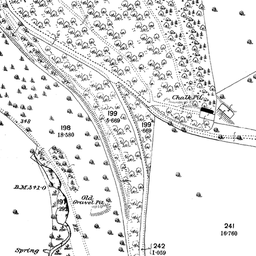 Chalk Pit
199
5·669
199
·669
198
18·580
B.M.
Old
Gravel Pit
197
Spring
241
16·760
242
1·059